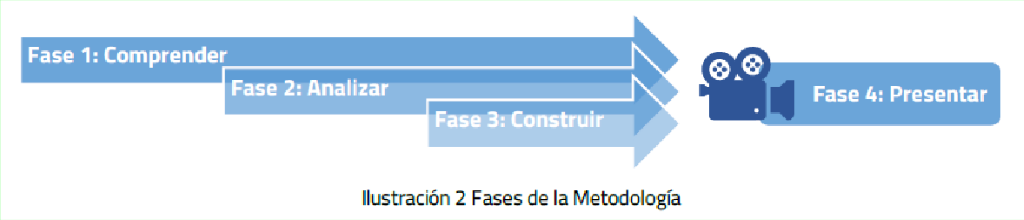 Fase 1: Comprender
Fase 2: Analizar
Fase 3: Construir
Fase 4: Presentar
Ilustración 2 Fases de la Metodología